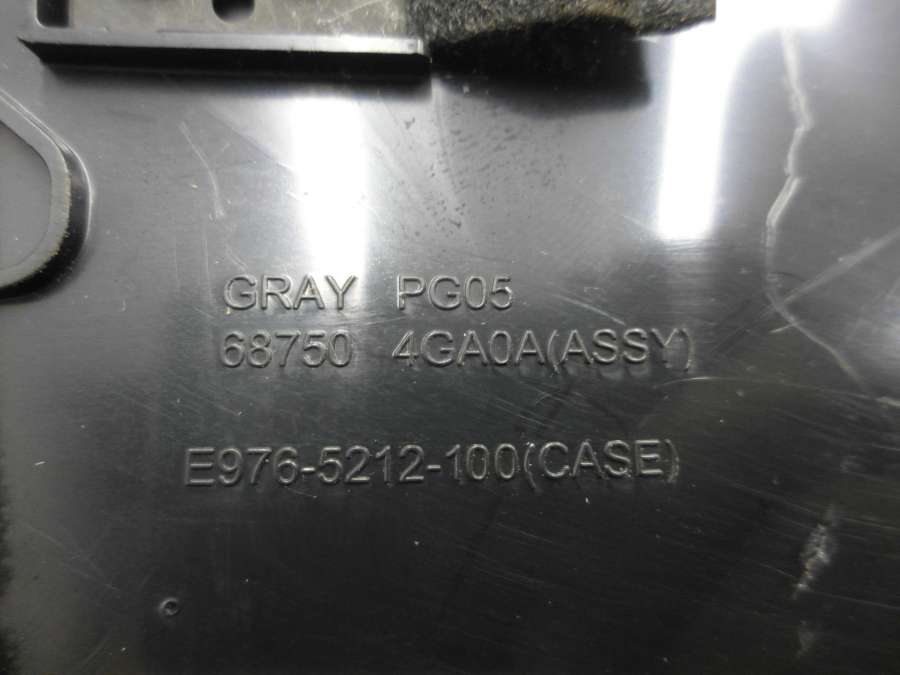 GRAY PG05
68750 4GA0A(ASSY)
E976-5212-100(CASE)